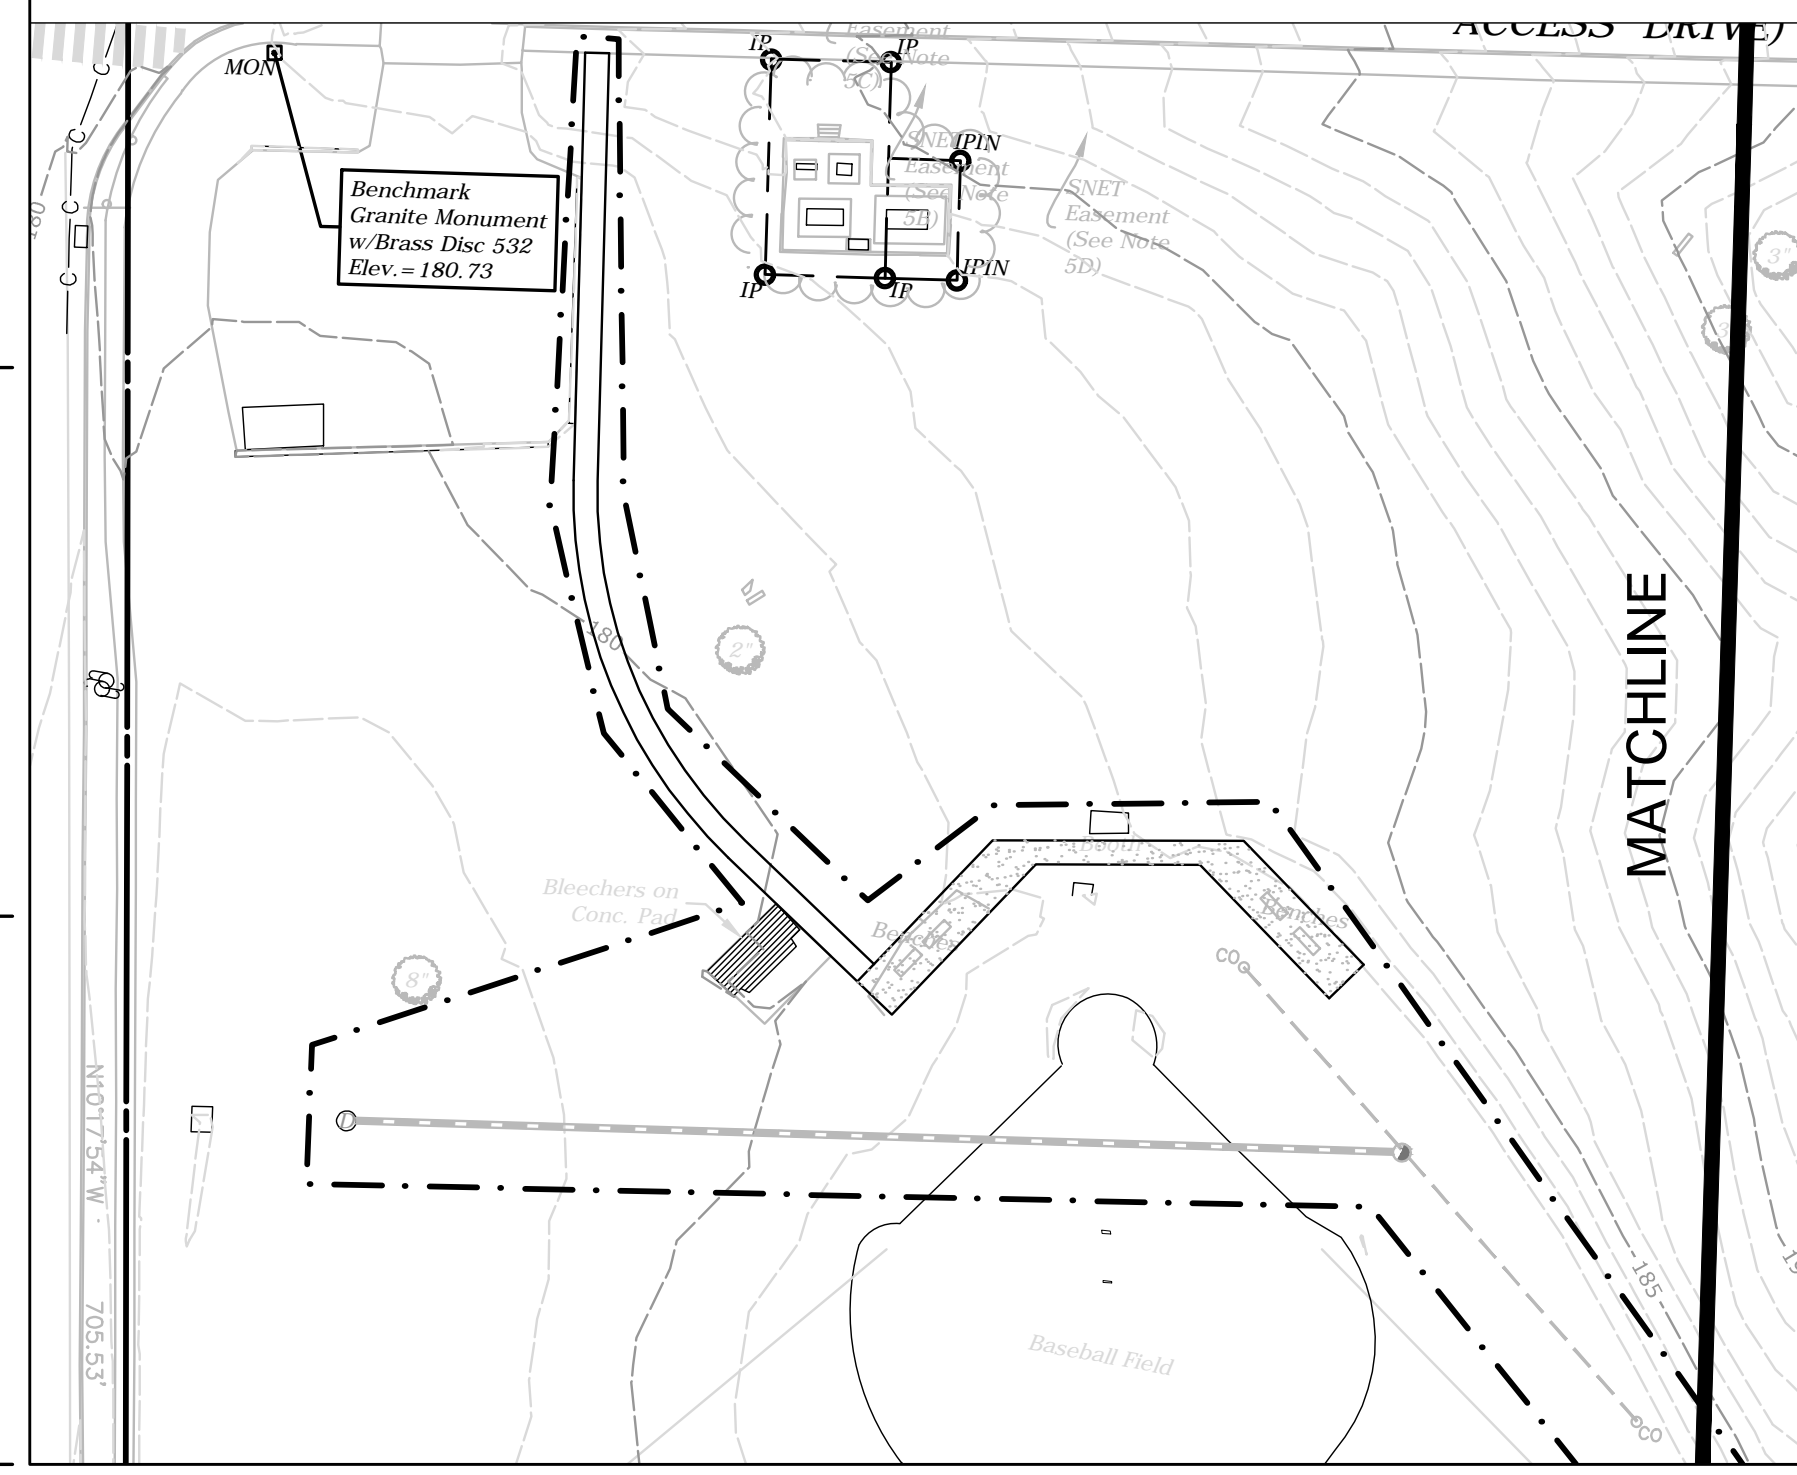 ACCESS DRIVE)
MON
Benchmark
Granite Monument
w/Brass Disc 532
Elev.=180.73
IP
IP
Easement
(See Note
5C)
SNET
Easement
(See Note
5B)
IPIN
SNET
Easement
(See Note
5D)
IP
IP
IPIN
C
C
C
C
180
3"
180
2"
MATCHLINE
Booth
Bleechers on
Conc. Pad
Benches
Benches
8"
CO
D
N10°17'54"W
705.53'
Baseball Field
185
CO